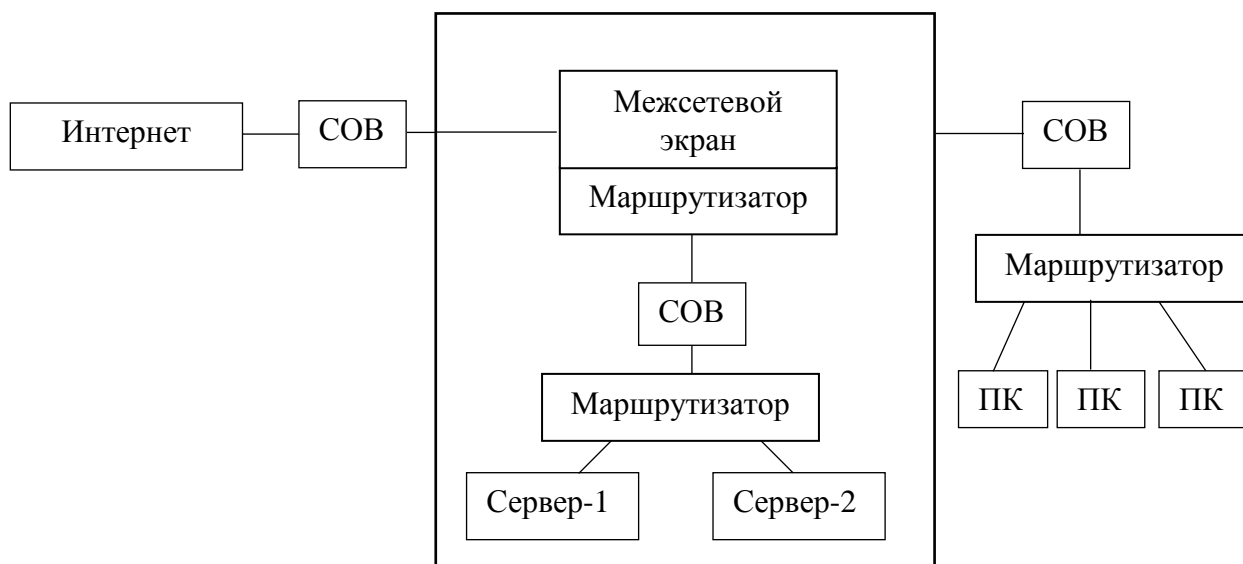 Интернет
СОВ
Межсетевой
экран
Маршрутизатор
СОВ
Маршрутизатор
Сервер-1
Сервер-2
СОВ
Маршрутизатор
ПК
ПК
ПК